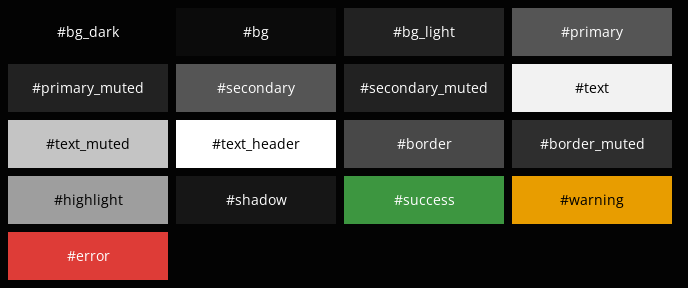 #bg_dark
#bg
#bg_light
#primary
#primary_muted
#secondary
#secondary_muted
#text
#text_muted
#text_header
#border
#border_muted
#highlight
#shadow
#success
#warning
#error